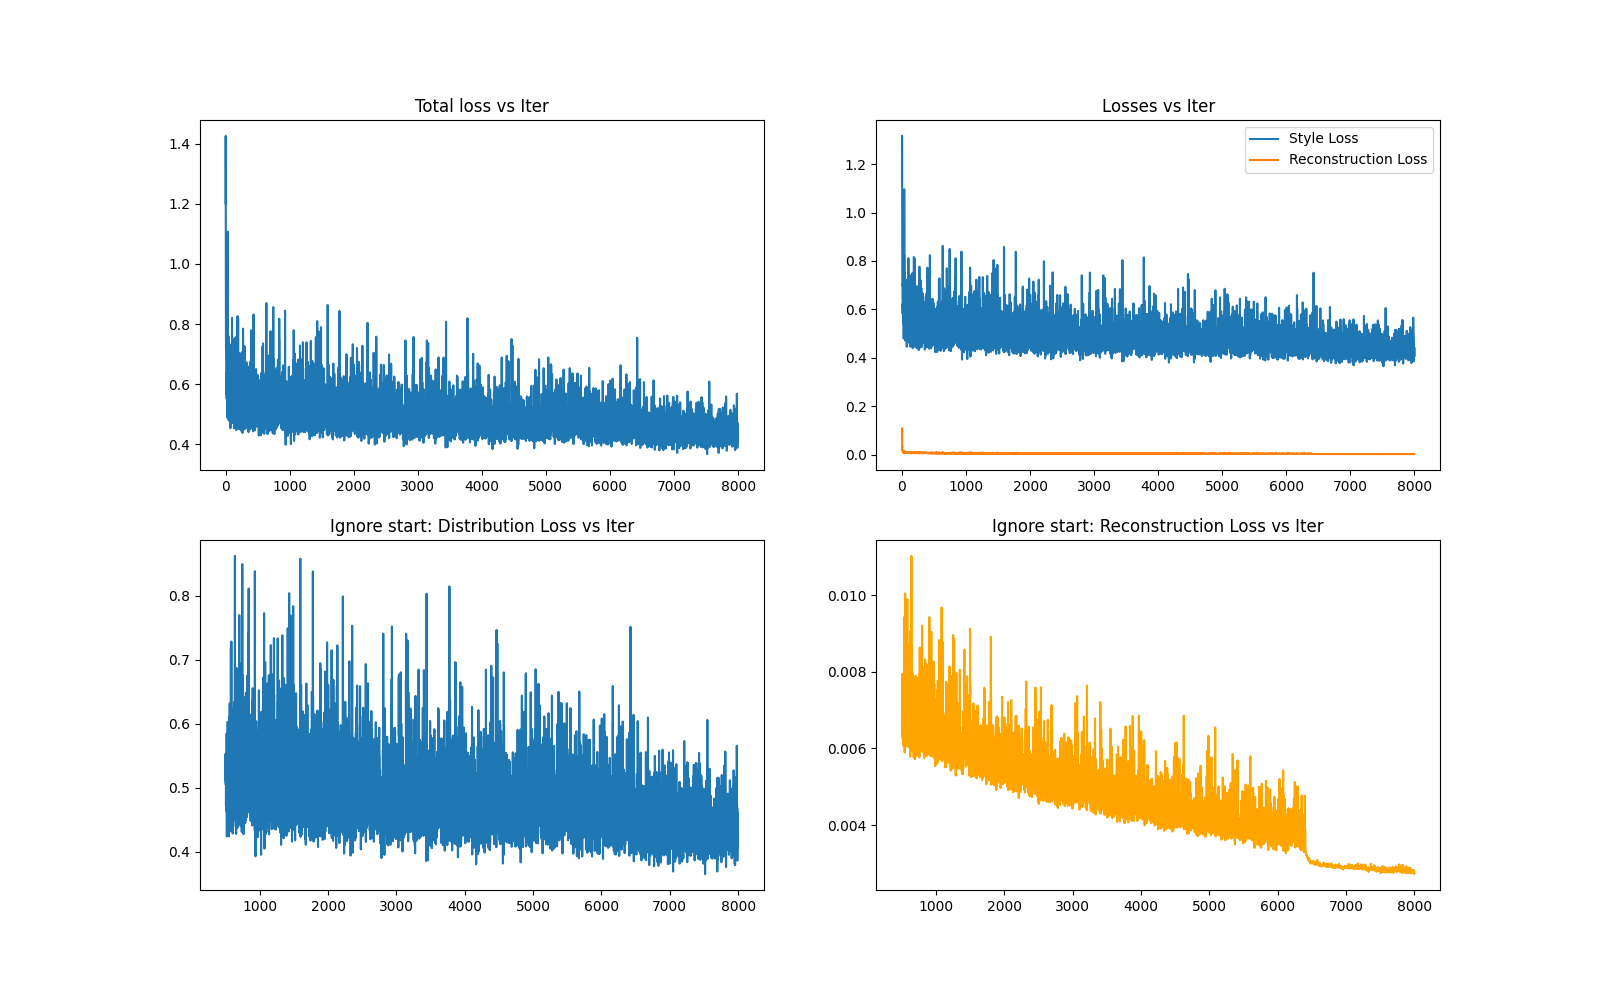 Total loss vs Iter
1.4
1.2
1.0
0.8
0.6
0.4
0 1000 2000 3000 4000 5000 6000 7000 8000
Losses vs Iter
Style Loss
Reconstruction Loss
1.2
1.0
0.8
0.6
0.4
0.2
0.0
0 1000 2000 3000 4000 5000 6000 7000 8000
Ignore start: Distribution Loss vs Iter
0.8
0.7
0.6
0.5
0.4
1000 2000 3000 4000 5000 6000 7000 8000
Ignore start: Reconstruction Loss vs Iter
0.010
0.008
0.006
0.004
1000 2000 3000 4000 5000 6000 7000 8000